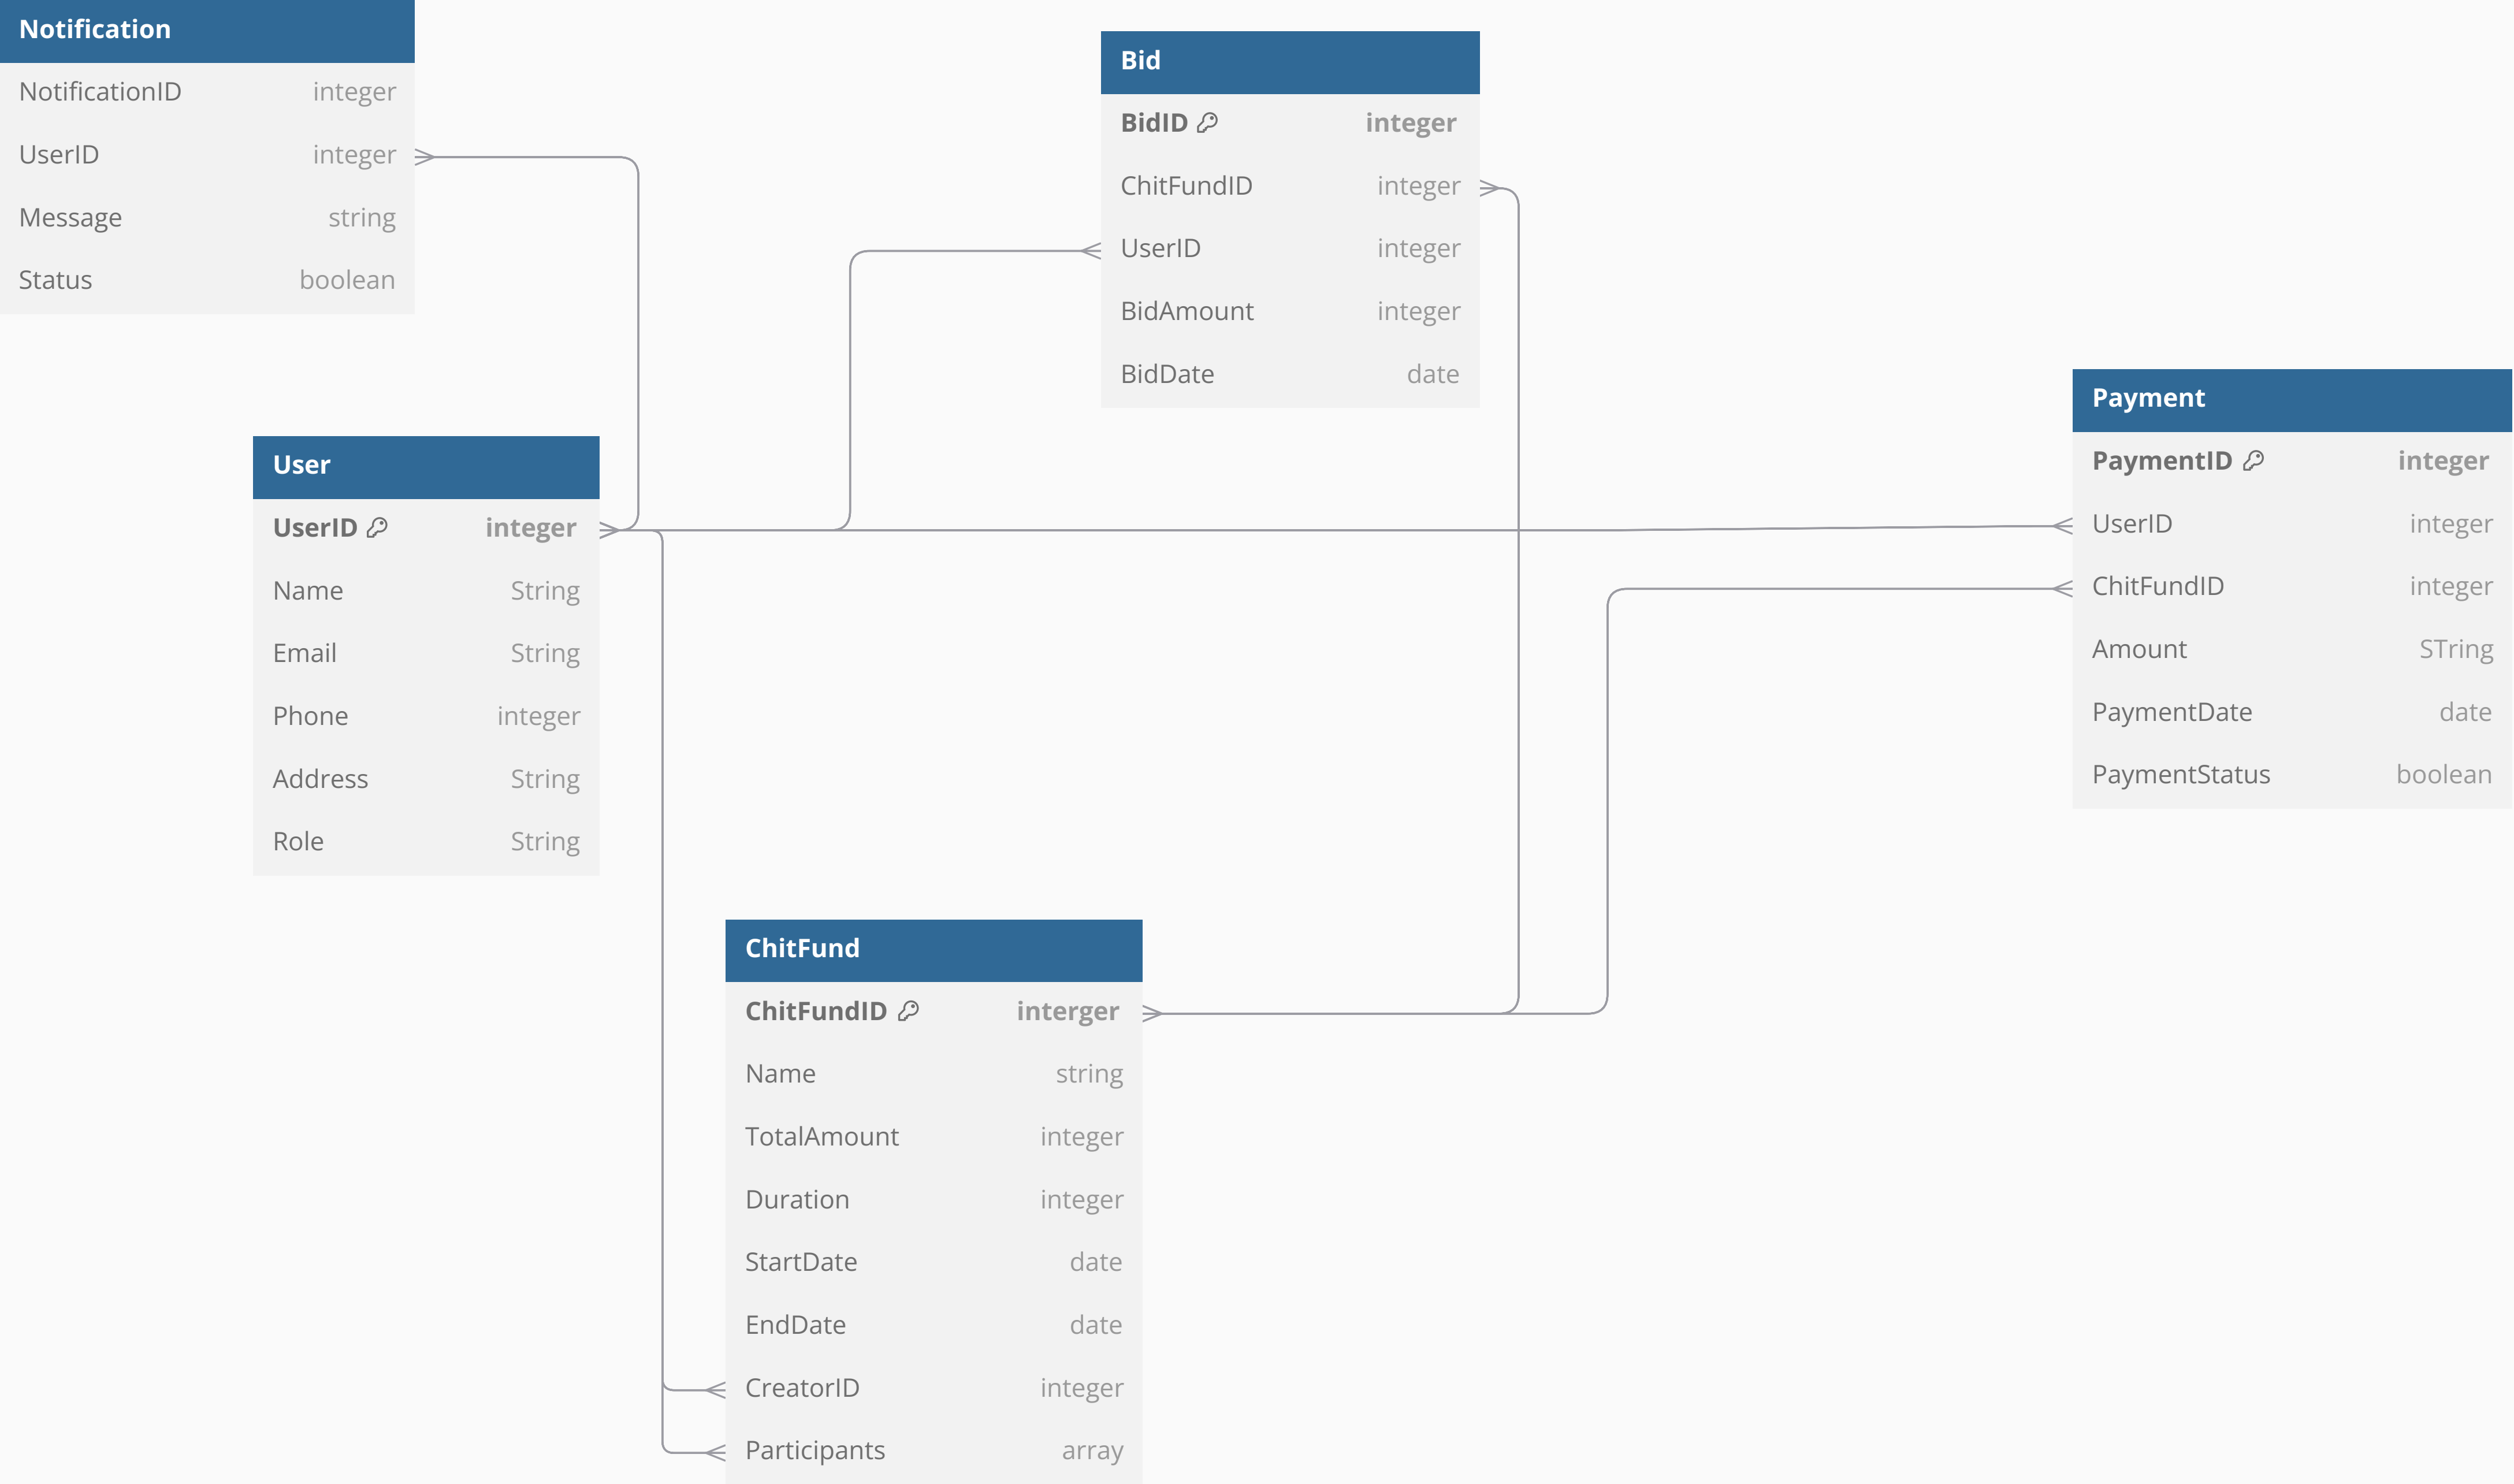 Notification
NotificationID integer
UserID integer
Message string
Status boolean
Bid
BidID integer
ChitFundID integer
UserID integer
BidAmount integer
BidDate date
User
UserID integer
Name String
Email String
Phone integer
Address String
Role String
Payment
PaymentID integer
UserID integer
ChitFundID integer
Amount STring
PaymentDate date
PaymentStatus boolean
ChitFund
ChitFundID interger
Name string
TotalAmount integer
Duration integer
StartDate date
EndDate date
CreatorID integer
Participants array